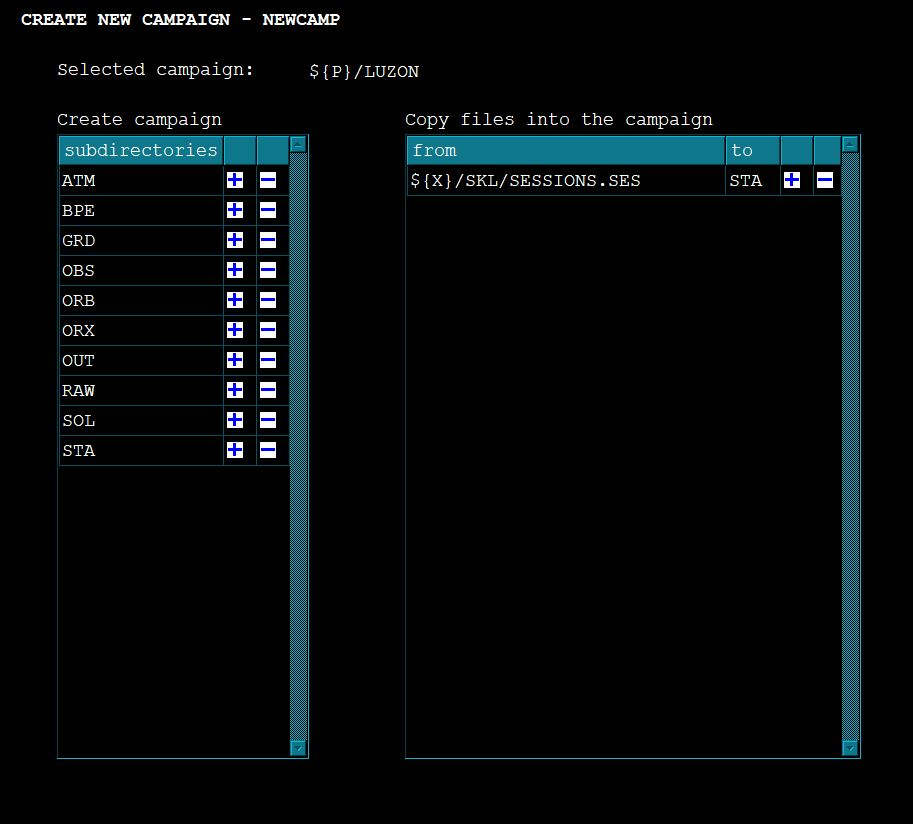 CREATE NEW CAMPAIGN - NEWCAMP
Selected campaign: ${P}/LUZON
Create campaign
subdirectories
ATM
BPE
GRD
OBS
ORB
ORX
OUT
RAW
SOL
STA
Copy files into the campaign
from to
${X}/SKL/SESSIONS.SES STA